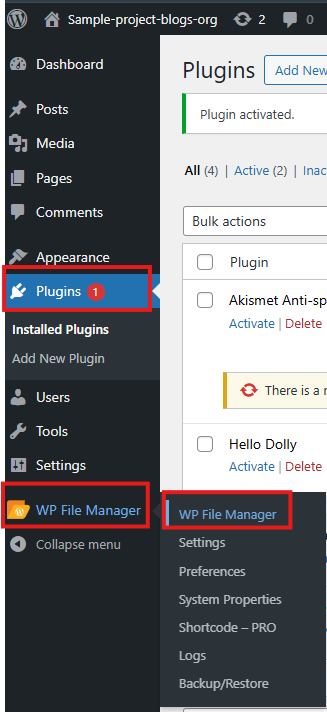 Sample-project-blogs-org 2 0
Dashboard
Posts
Media
Pages
Comments
Appearance
Plugins 1
Installed Plugins
Add New Plugin
Users
Tools
Settings
WP File Manager
Collapse menu
Plugins
Add New
Plugin activated.
All (4) | Active (2) | Inac
Bulk actions
Plugin
Akismet Anti-sp
Activate | Delete
There is a n
Hello Dolly
Activate | Delete
WP File Manager
Settings
Preferences
System Properties
Shortcode – PRO
Logs
Backup/Restore